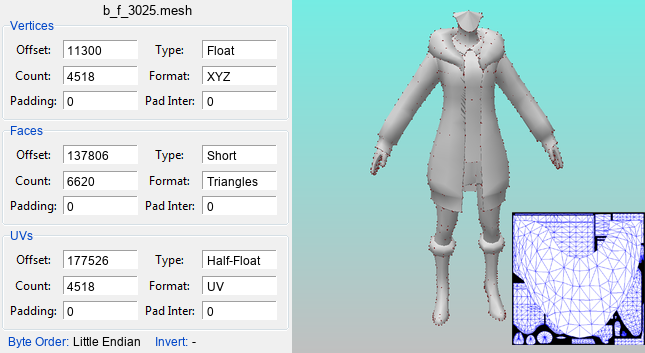 b_f_3025.mesh
Vertices
Offset: 11300 Type: Float
Count: 4518 Format: XYZ
Padding: 0 Pad Inter: 0
Faces
Offset: 137806 Type: Short
Count: 6620 Format: Triangles
Padding: 0 Pad Inter: 0
UVs
Offset: 177526 Type: Half-Float
Count: 4518 Format: UV
Padding: 0 Pad Inter: 0
Byte Order: Little Endian Invert: -